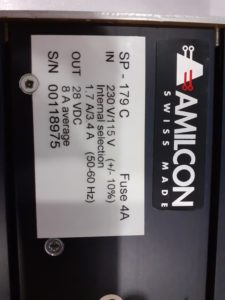 AMILCON
SWISS MADE
SP - 179 C Fuse 4A
IN 230 V/115 V (+/- 10%)
Internal selection
1.7 A/3.4 A (50-60 Hz)
OUT 28 VDC
8 A average
S/N 00118975